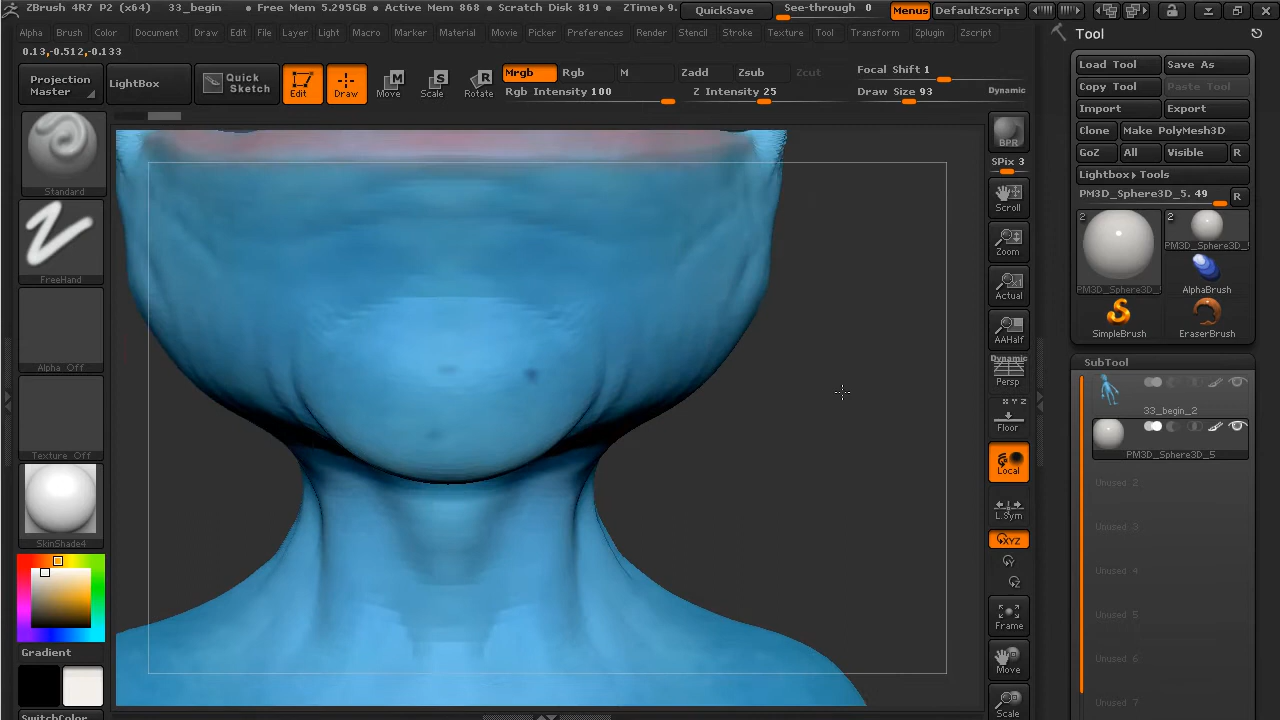 ZBrush 4R7 P2 (x64) 33_begin • Free Mem 5.295GB • Active Mem 868 • Scratch Disk 819 • ZTime▸9. QuickSave See-through 0 Menus DefaultZScript
Alpha Brush Color Document Draw Edit File Layer Light Macro Marker Material Movie Picker Preferences Render Stencil Stroke Texture Tool Transform Zplugin Zscript
0.13,-0.512,-0.133
Projection Master
LightBox
Quick Sketch
Edit
Draw
Move
Scale
Rotate
Mrgb Rgb M Zadd Zsub Zcut
Rgb Intensity 100 Z Intensity 25
Focal Shift 1
Draw Size 93 Dynamic
Standard
FreeHand
Alpha Off
Texture Off
SkinShade4
Gradient
SwitchColor
BPR
SPix 3
Scroll
Zoom
Actual
AAHalf
Dynamic
Persp
X Y Z
Floor
Local
L.Sym
XYZ
Y
Z
Frame
Move
Scale
Tool
Load Tool Save As
Copy Tool Paste Tool
Import Export
Clone Make PolyMesh3D
GoZ All Visible R
Lightbox▸Tools
PM3D_Sphere3D_5. 49 R
2
PM3D_Sphere3D_
2
PM3D_Sphere3D_!
AlphaBrush
SimpleBrush
EraserBrush
SubTool
33_begin_2
PM3D_Sphere3D_5
Unused 2
Unused 3
Unused 4
Unused 5
Unused 6
Unused 7